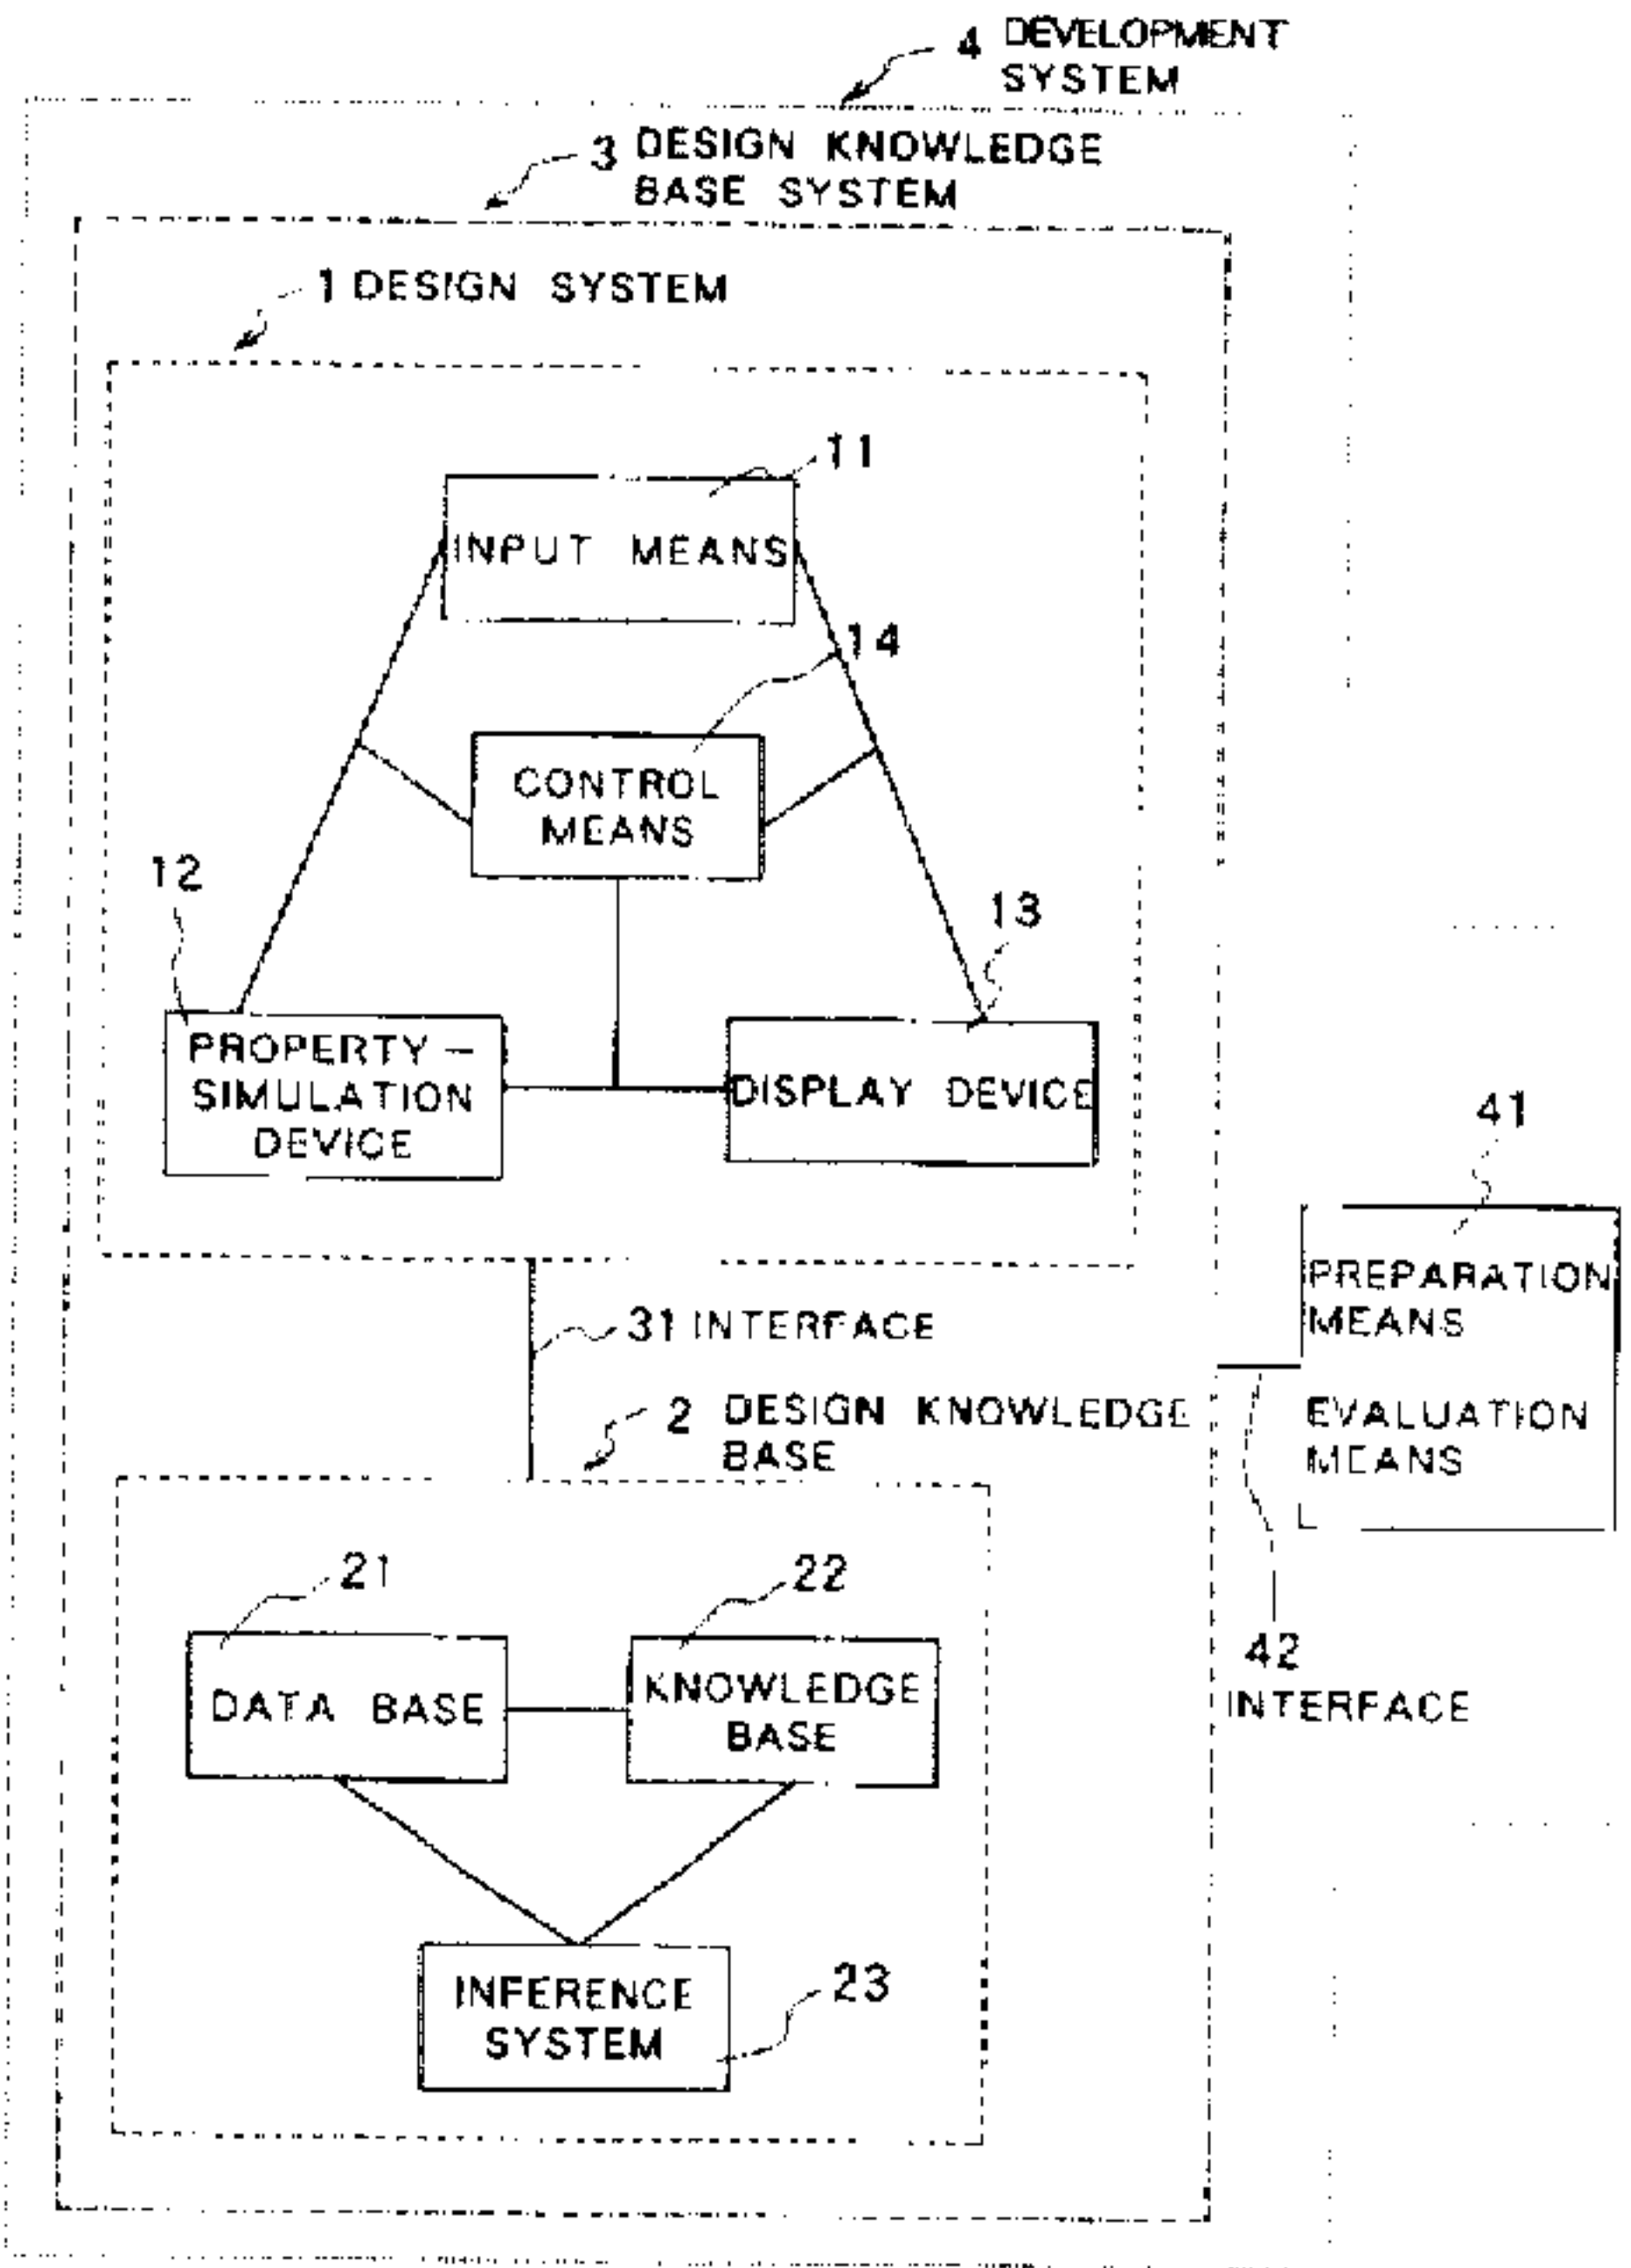 4 DEVELOPMENT
SYSTEM
3 DESIGN KNOWLEDGE
BASE SYSTEM
1 DESIGN SYSTEM
11
INPUT MEANS
14
CONTROL
MEANS
12
13
PROPERTY-
SIMULATION
DEVICE
DISPLAY DEVICE
41
PREPARATION
MEANS
EVALUATION
MEANS
31 INTERFACE
2 DESIGN KNOWLEDGE
BASE
42
INTERFACE
21
22
DATA BASE
KNOWLEDGE
BASE
INFERENCE
SYSTEM
23